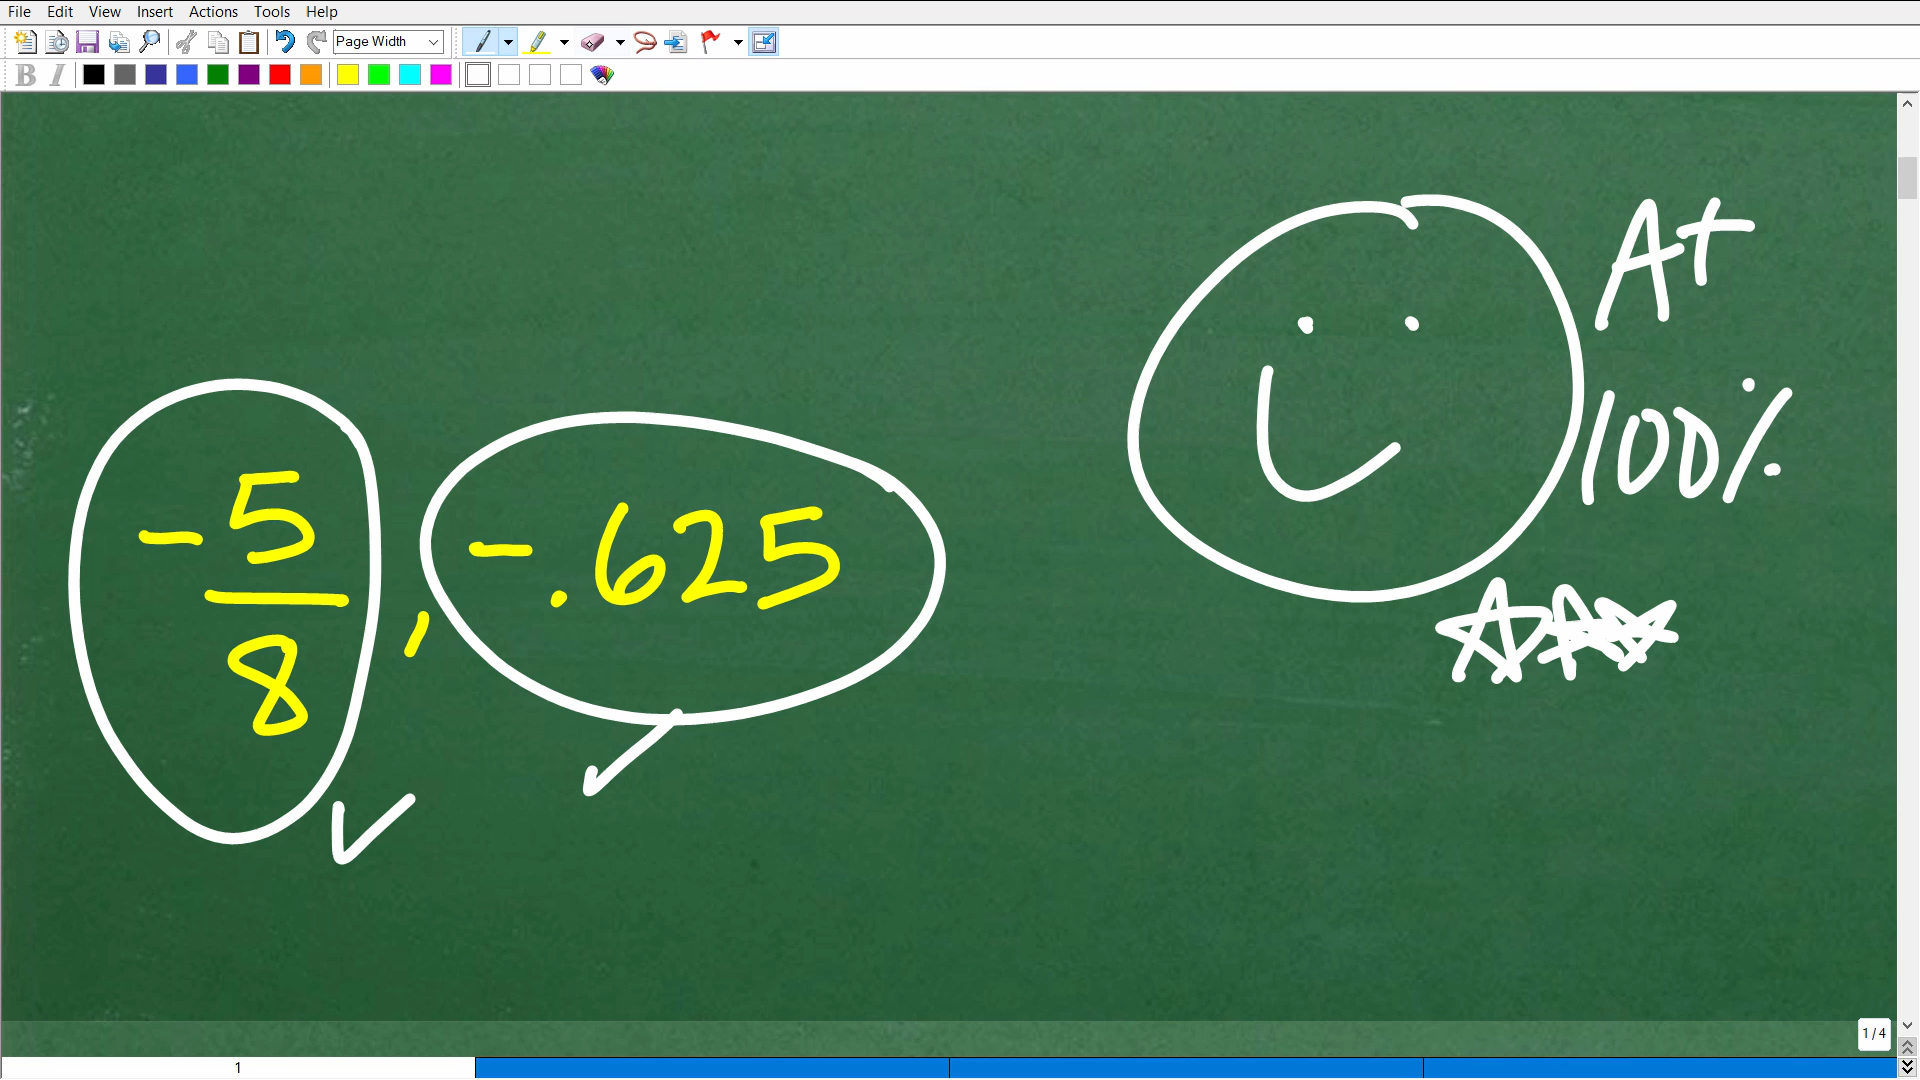 File Edit View Insert Actions Tools Help
Page Width
B I
A+
100%
-5/8, -.625
1/4
1